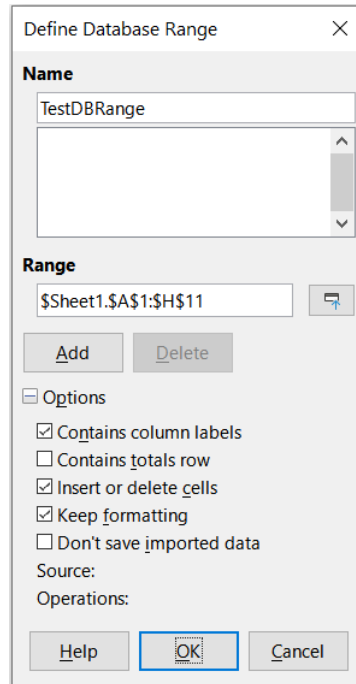 Define Database Range
Name
TestDBRange
Range
$Sheet1.$A$1:$H$11
Add Delete
Options
Contains column labels
Contains totals row
Insert or delete cells
Keep formatting
Don't save imported data
Source:
Operations:
Help OK Cancel